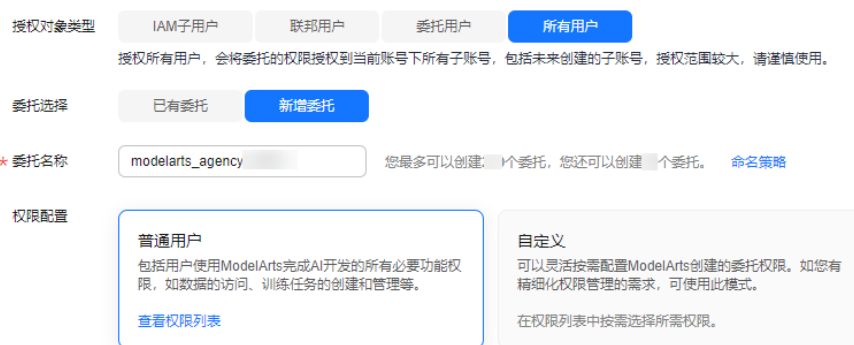 授权对象类型 IAM子用户 联邦用户 委托用户 所有用户
授权所有用户，会将委托的权限授权到当前账号下所有子账号，包括未来创建的子账号，授权范围较大，请谨慎使用。
委托选择 已有委托 新增委托
* 委托名称 modelarts_agency 您最多可以创建 个委托，您还可以创建 个委托。 命名策略
权限配置
普通用户
包括用户使用ModelArts完成AI开发的所有必要功能权
限，如数据的访问、训练任务的创建和管理等。
查看权限列表
自定义
可以灵活按需配置ModelArts创建的委托权限。如您有
精细化权限管理的需求，可使用此模式。
在权限列表中按需选择所需权限。